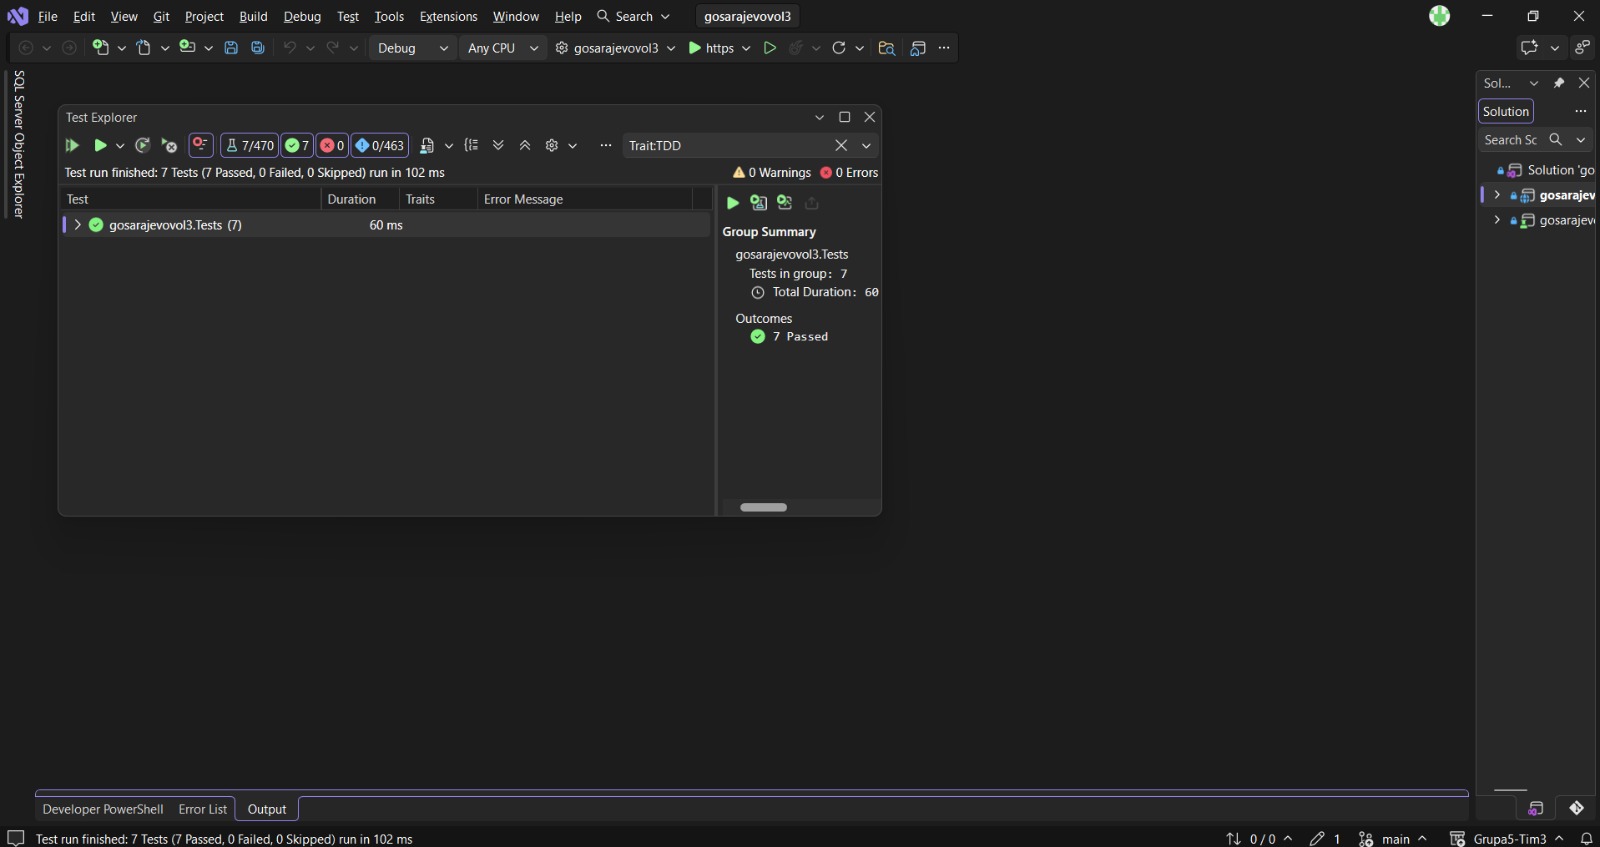 File Edit View Git Project Build Debug Test Tools Extensions Window Help Search gosarajevovol3
Debug Any CPU gosarajevovol3 https
SQL Server Object Explorer
Test Explorer
7/470 7 0 0/463 Trait:TDD
Test run finished: 7 Tests (7 Passed, 0 Failed, 0 Skipped) run in 102 ms 0 Warnings 0 Errors
Test Duration Traits Error Message
gosarajevovol3.Tests (7) 60 ms
Group Summary
gosarajevovol3.Tests
Tests in group: 7
Total Duration: 60
Outcomes
7 Passed
Sol...
Solution
Search Sc
Solution 'go
gosarajev
gosarajev
Developer PowerShell Error List Output
Test run finished: 7 Tests (7 Passed, 0 Failed, 0 Skipped) run in 102 ms 0 / 0 1 main Grupa5-Tim3